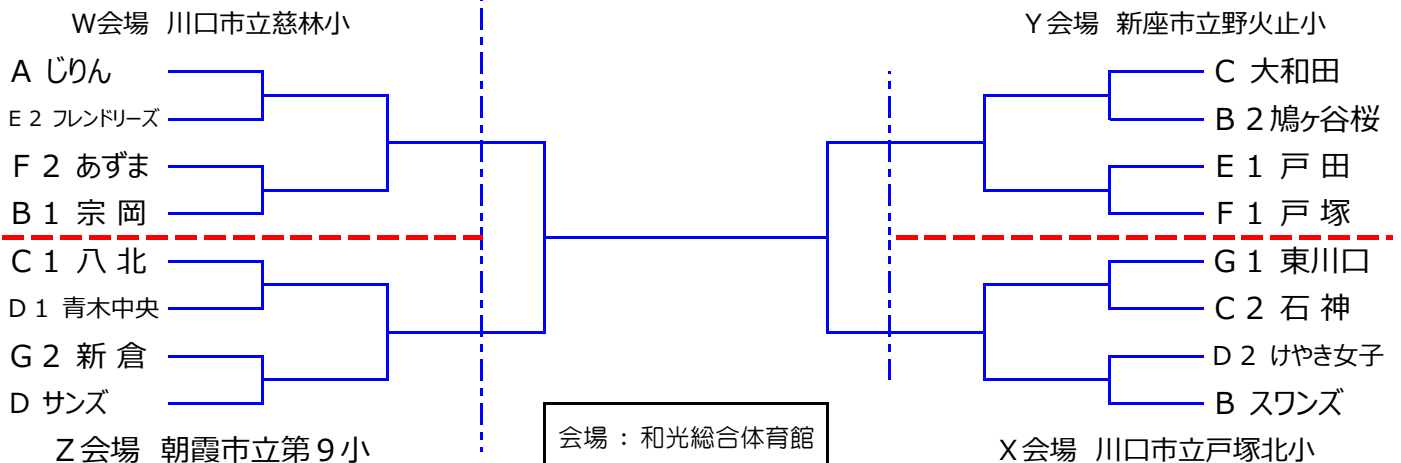 W会場 川口市立慈林小
A じりん
E 2 フレンドリーズ
F 2 あずま
B 1 宗 岡
C 1 八 北
D 1 青木中央
G 2 新 倉
D サンズ
Z会場 朝霞市立第9小
会場 : 和光総合体育館
Y会場 新座市立野火止小
C 大和田
B 2鳩ヶ谷桜
E 1 戸 田
F 1 戸 塚
G 1 東川口
C 2 石 神
D 2 けやき女子
B スワンズ
X会場 川口市立戸塚北小